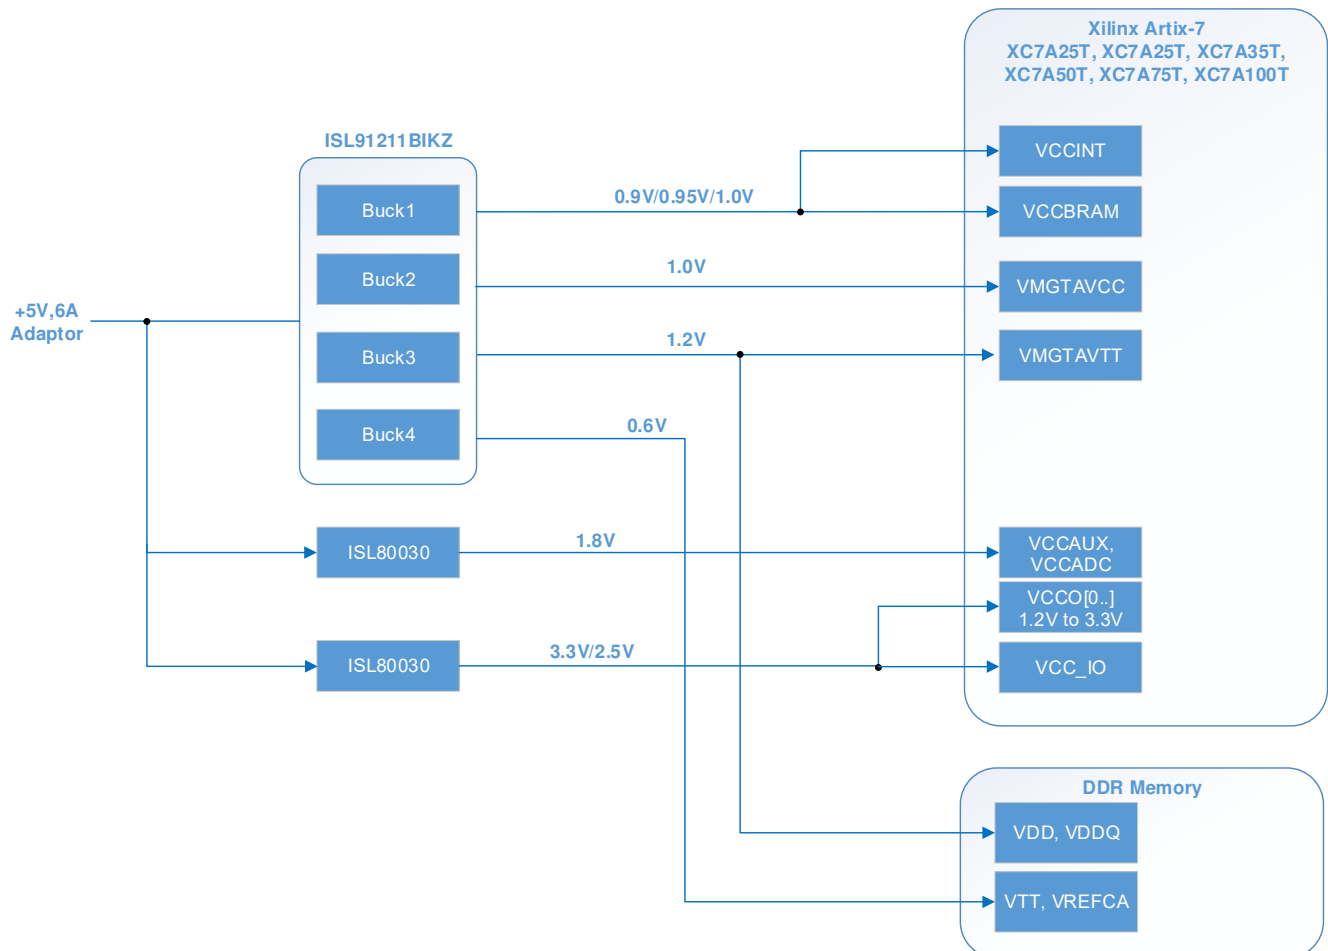 Xilinx Artix-7
XC7A25T, XC7A25T, XC7A35T,
XC7A50T, XC7A75T, XC7A100T
ISL91211BIKZ
Buck1
Buck2
Buck3
Buck4
+5V,6A
Adaptor
0.9V/0.95V/1.0V
1.0V
1.2V
0.6V
VCCINT
VCCBRAM
VMGTAVCC
VMGTAVTT
ISL80030
1.8V
VCCAUX,
VCCADC
VCCO[0..]
1.2V to 3.3V
ISL80030
3.3V/2.5V
VCC_IO
DDR Memory
VDD, VDDQ
VTT, VREFCA